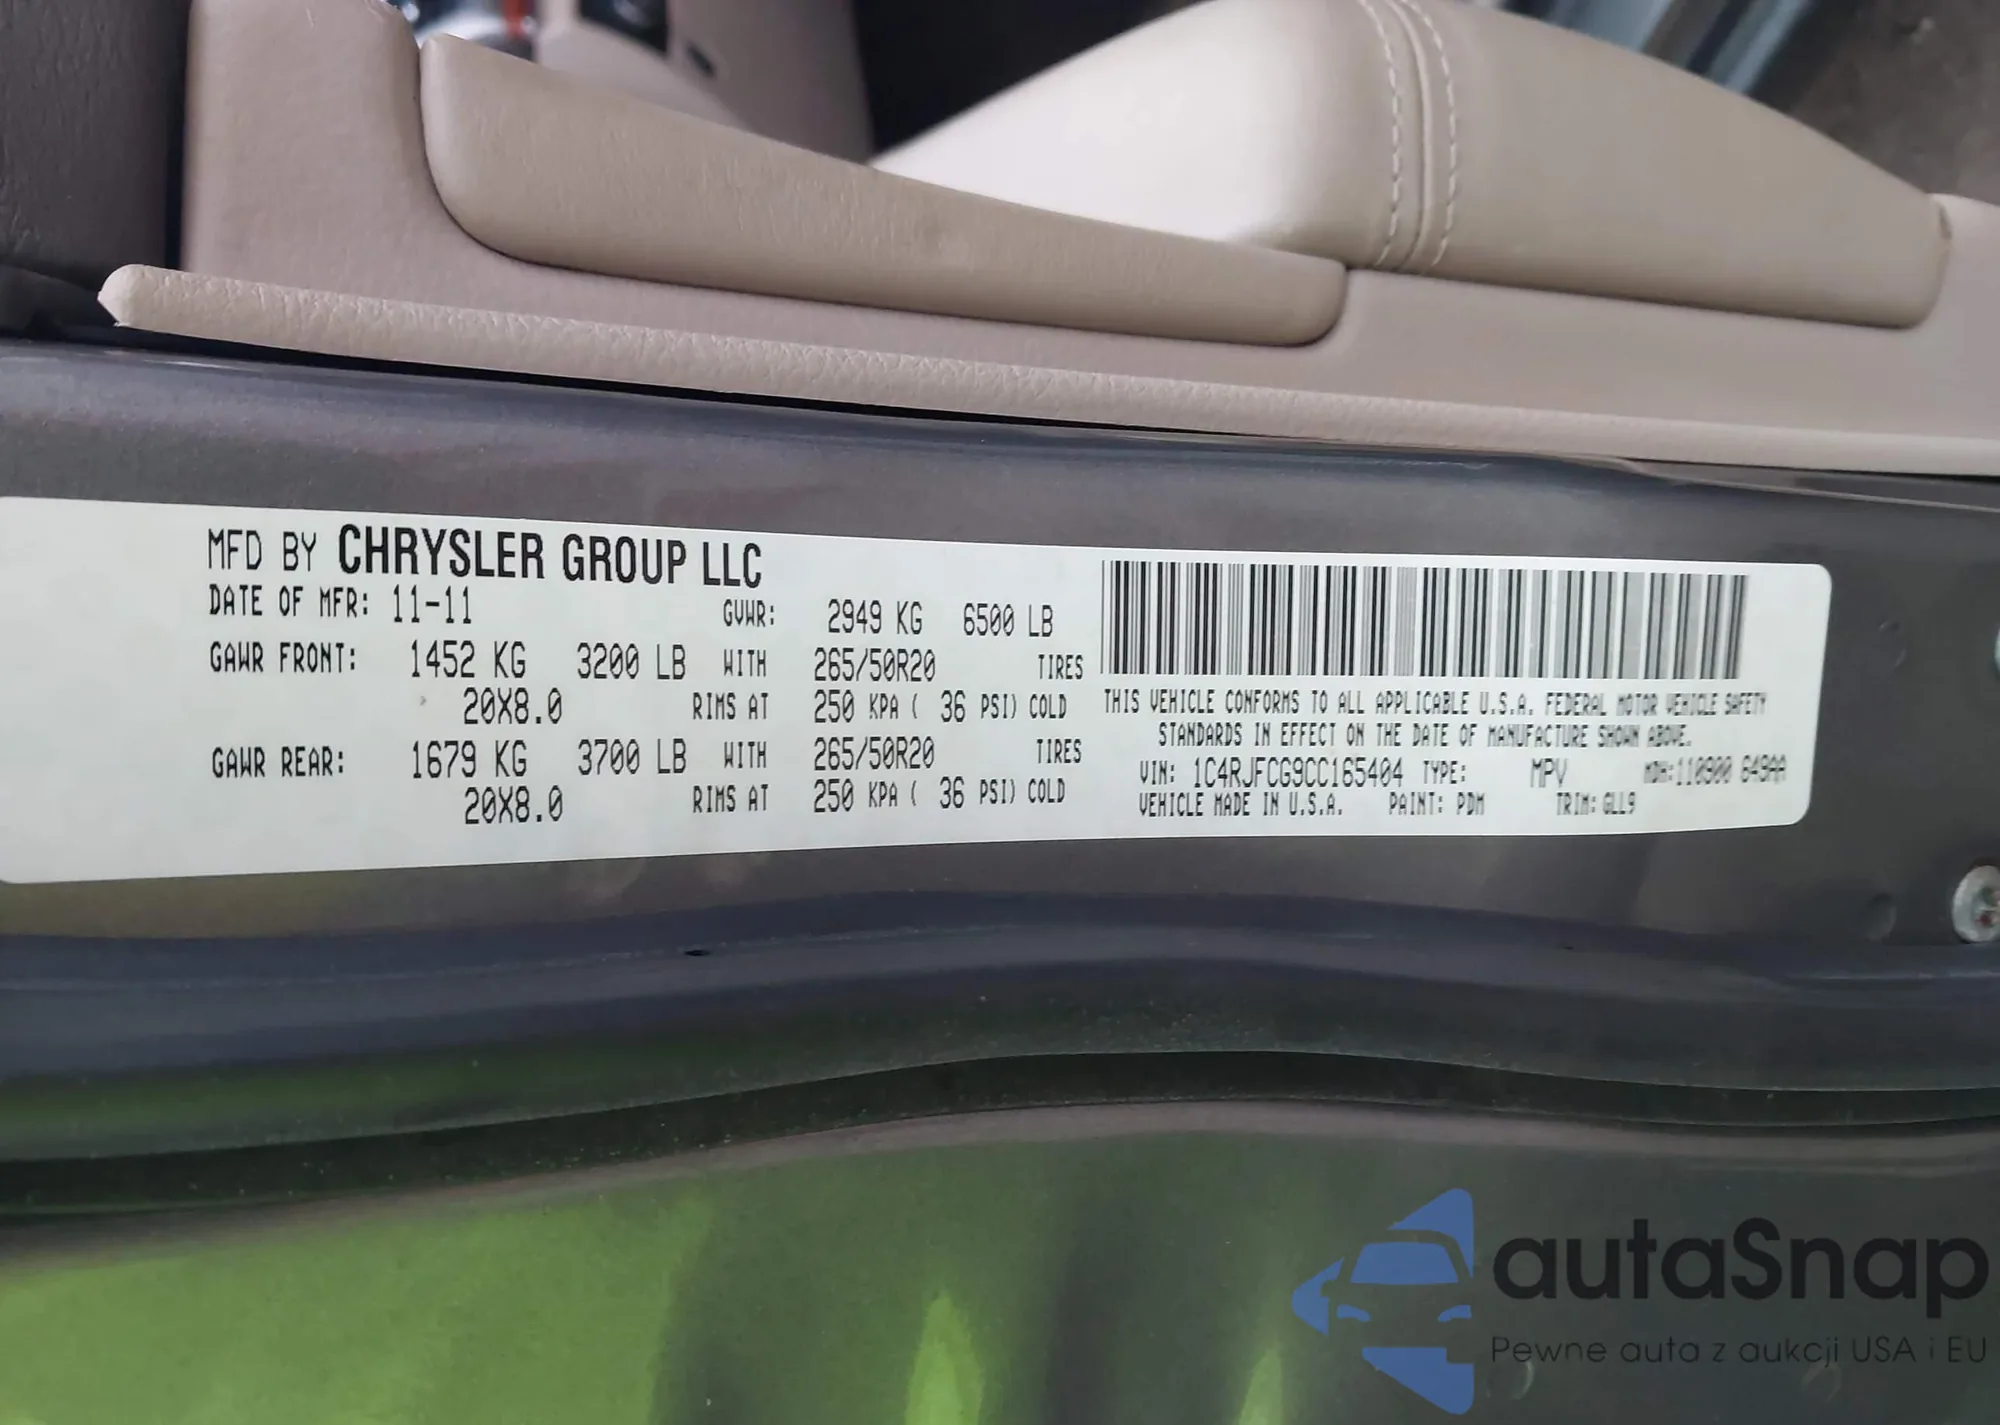 MFD BY CHRYSLER GROUP LLC
DATE OF MFR: 11-11 GVWR: 2949 KG 6500 LB
GAWR FRONT: 1452 KG 3200 LB WITH 265/50R20 TIRES
20X8.0 RIMS AT 250 KPA ( 36 PSI) COLD
GAWR REAR: 1679 KG 3700 LB WITH 265/50R20 TIRES
20X8.0 RIMS AT 250 KPA ( 36 PSI) COLD
THIS VEHICLE CONFORMS TO ALL APPLICABLE U.S.A. FEDERAL MOTOR VEHICLE SAFETY
STANDARDS IN EFFECT ON THE DATE OF MANUFACTURE SHOWN ABOVE.
VIN: 1C4RJFCG9CC165404 TYPE: MPV MDH:110900
VEHICLE MADE IN U.S.A. PAINT: PDM TRIM: GLL9
autaSnap
Pewne auta z aukcji USA i EU